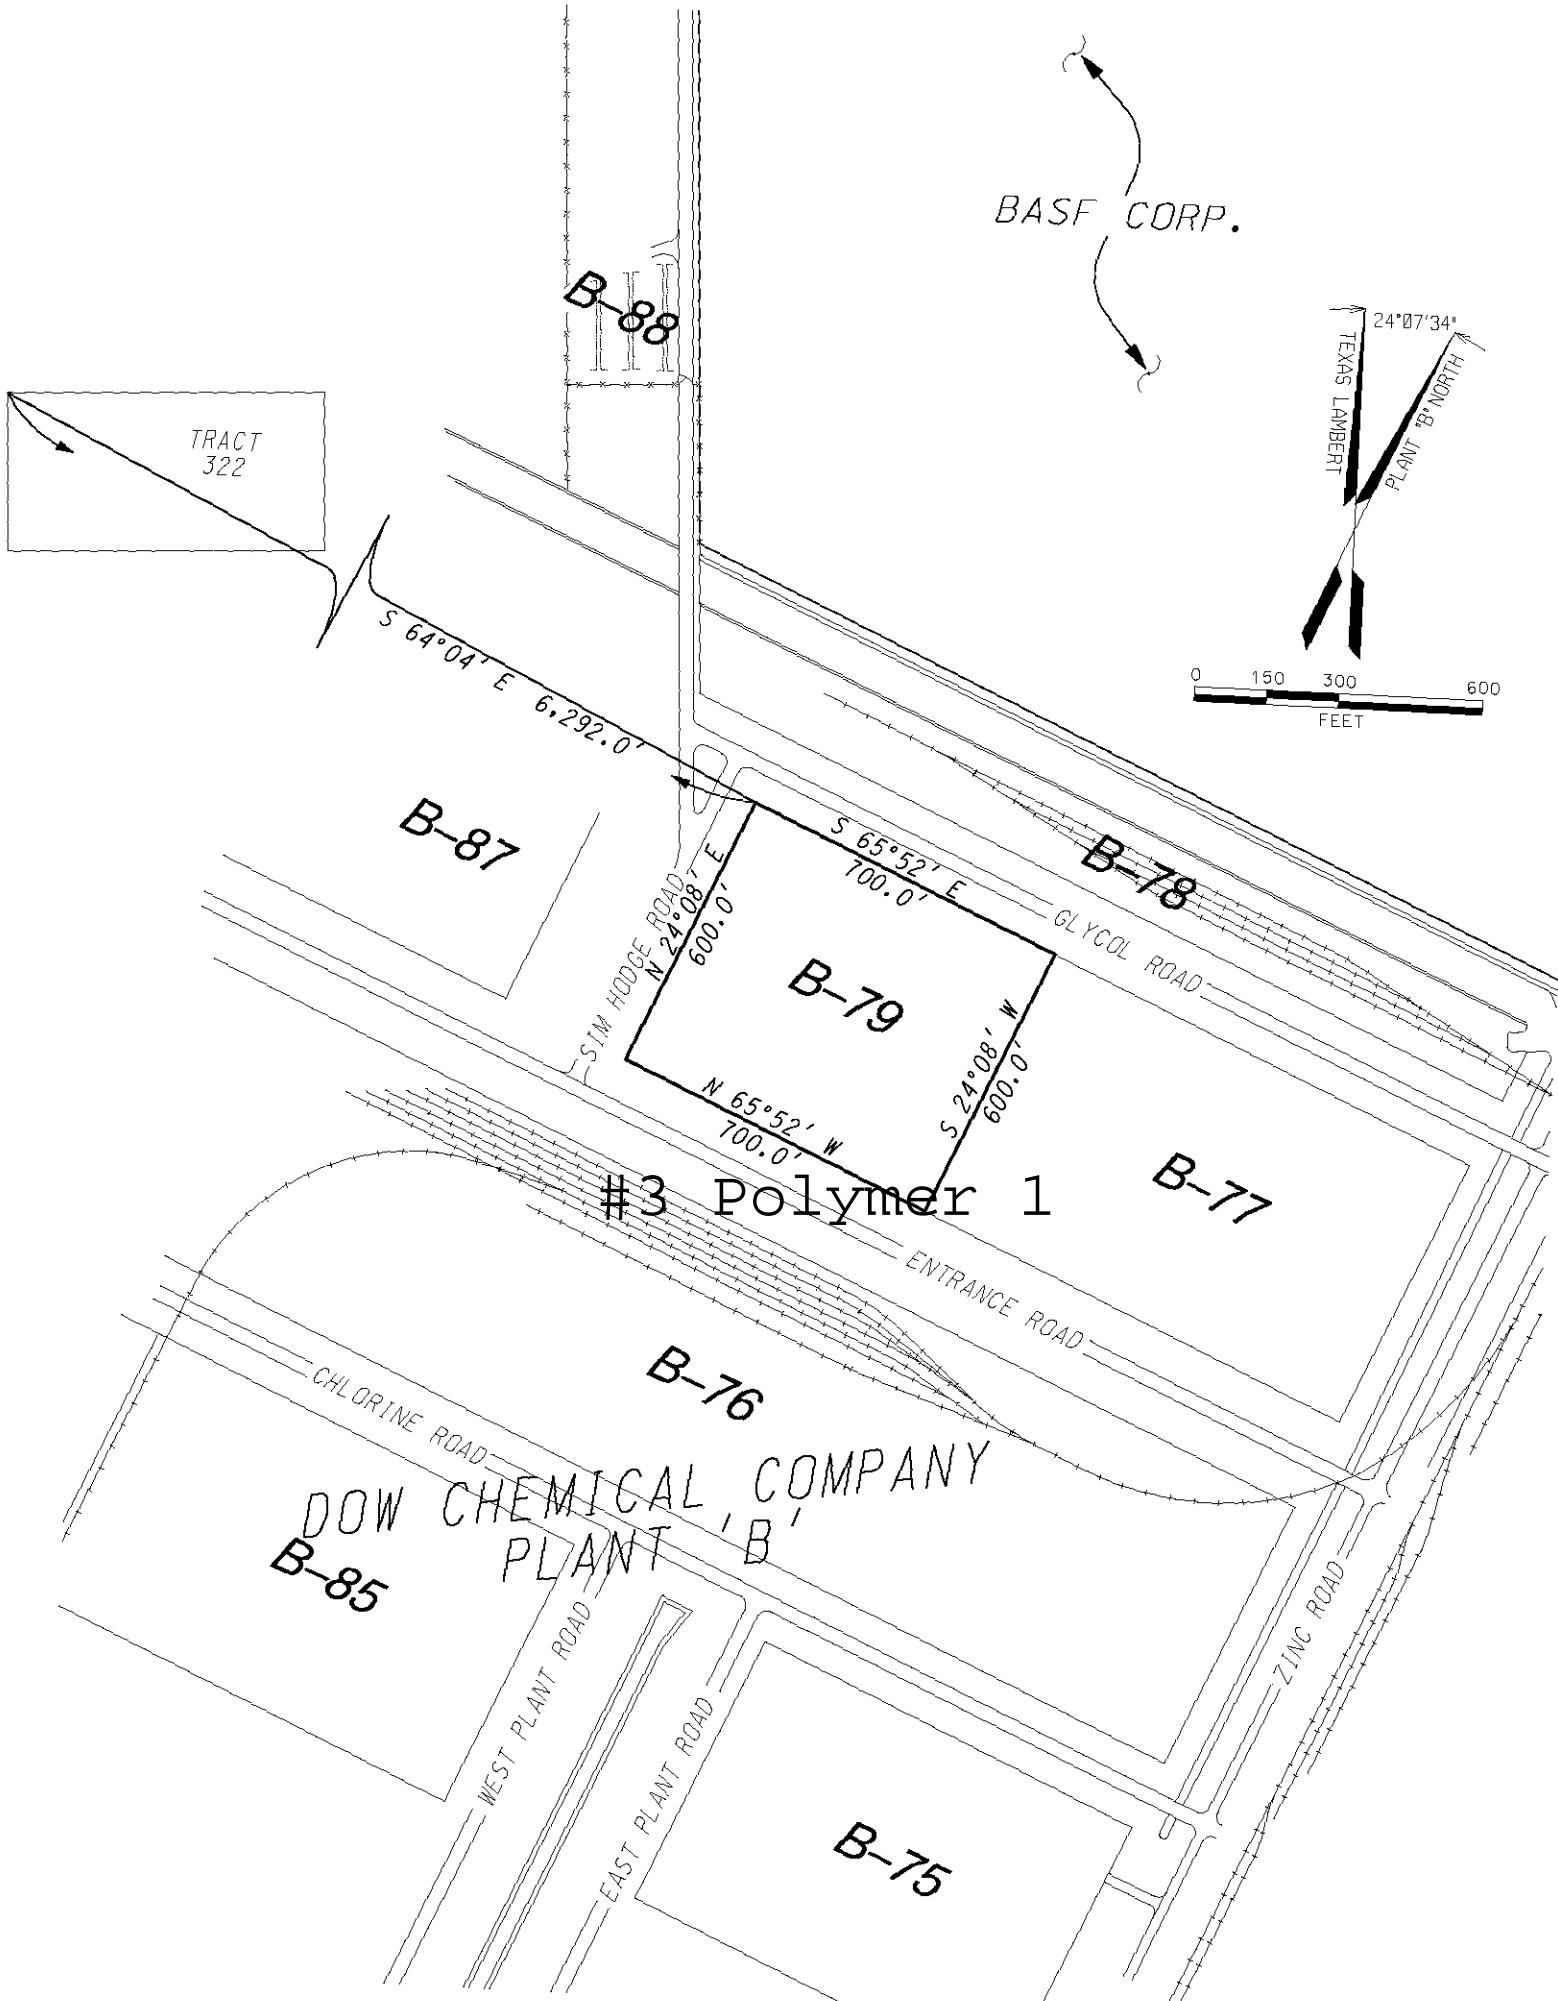 BASF CORP.
B-88
24°07'34"
TEXAS LAMBERT
PLANT "B" NORTH
TRACT
322
S 64°04' E 6,292.0'
0 150 300 600
FEET
B-87
S 65°52' E
700.0'
B-78
GLYCOL ROAD
SIM HODGE ROAD
N 24°08' E
600.0'
B-79
S 24°08' W
600.0'
N 65°52' W
700.0'
B-77
#3 Polymer 1
ENTRANCE ROAD
B-76
CHLORINE ROAD
DOW CHEMICAL COMPANY
PLANT 'B'
B-85
ZINC ROAD
WEST PLANT ROAD
EAST PLANT ROAD
B-75